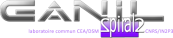 GANIL
spiral2
laboratoire commun CEA/DSM CNRS/IN2P3